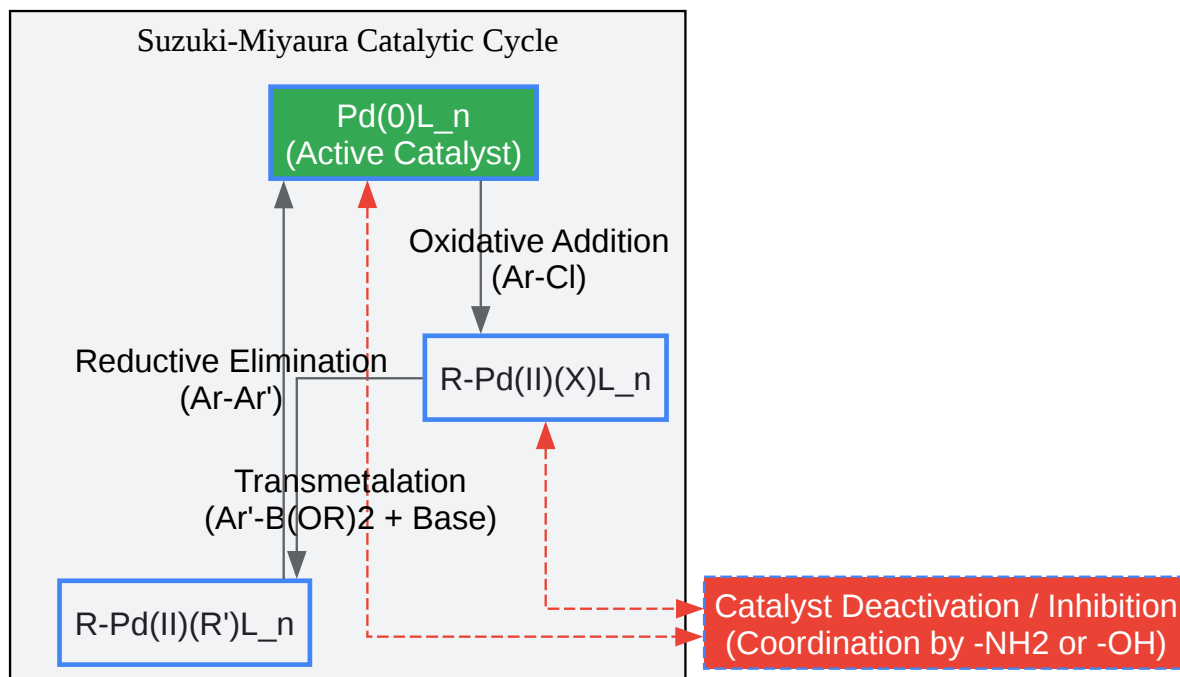 Suzuki-Miyaura Catalytic Cycle
Pd(0)L_n
(Active Catalyst)
Oxidative Addition
(Ar-Cl)
Reductive Elimination
(Ar-Ar')
R-Pd(II)(X)L_n
Transmetalation
(Ar'-B(OR)2 + Base)
R-Pd(II)(R')L_n
Catalyst Deactivation / Inhibition
(Coordination by -NH2 or -OH)